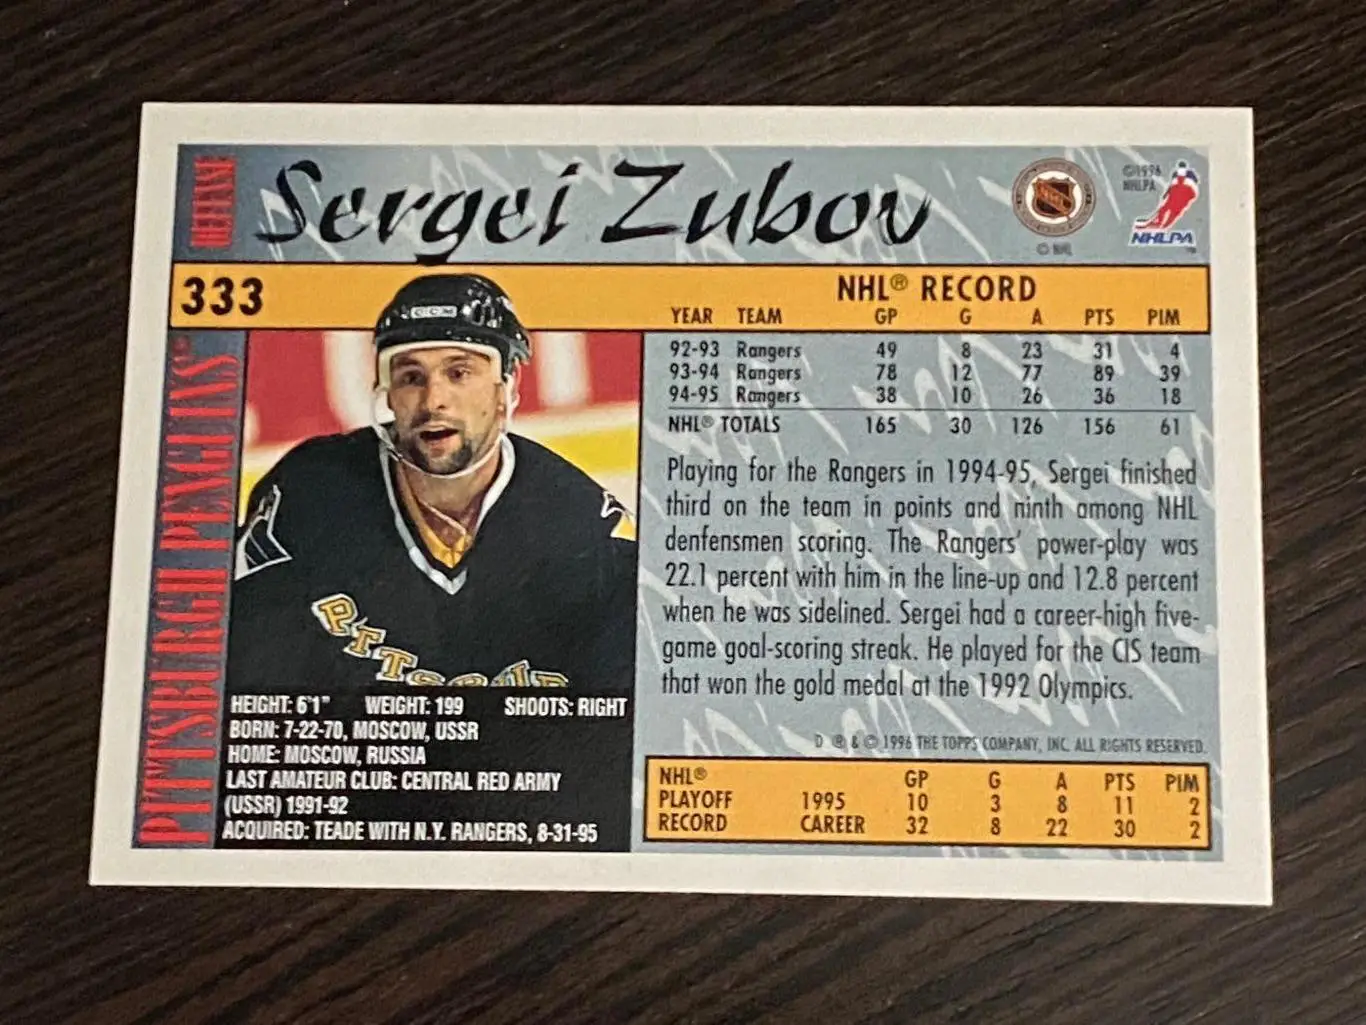 DEFENSE
Sergei Zubov
© NHL
©1996
NHLPA
NHLPA
333
CCM
PITTSBURGH PENGUINS®
PITTSBURGH
NHL® RECORD
YEAR TEAM GP G A PTS PIM
92-93 Rangers 49 8 23 31 4
93-94 Rangers 78 12 77 89 39
94-95 Rangers 38 10 26 36 18
NHL® TOTALS 165 30 126 156 61
Playing for the Rangers in 1994-95, Sergei finished
third on the team in points and ninth among NHL
denfensmen scoring. The Rangers' power-play was
22.1 percent with him in the line-up and 12.8 percent
when he was sidelined. Sergei had a career-high five-
game goal-scoring streak. He played for the CIS team
that won the gold medal at the 1992 Olympics.
D ® & © 1996 THE TOPPS COMPANY, INC. ALL RIGHTS RESERVED.
HEIGHT: 6'1" WEIGHT: 199 SHOOTS: RIGHT
BORN: 7-22-70, MOSCOW, USSR
HOME: MOSCOW, RUSSIA
LAST AMATEUR CLUB: CENTRAL RED ARMY
(USSR) 1991-92
ACQUIRED: TEADE WITH N.Y. RANGERS, 8-31-95
NHL® GP G A PTS PIM
PLAYOFF 1995 10 3 8 11 2
RECORD CAREER 32 8 22 30 2